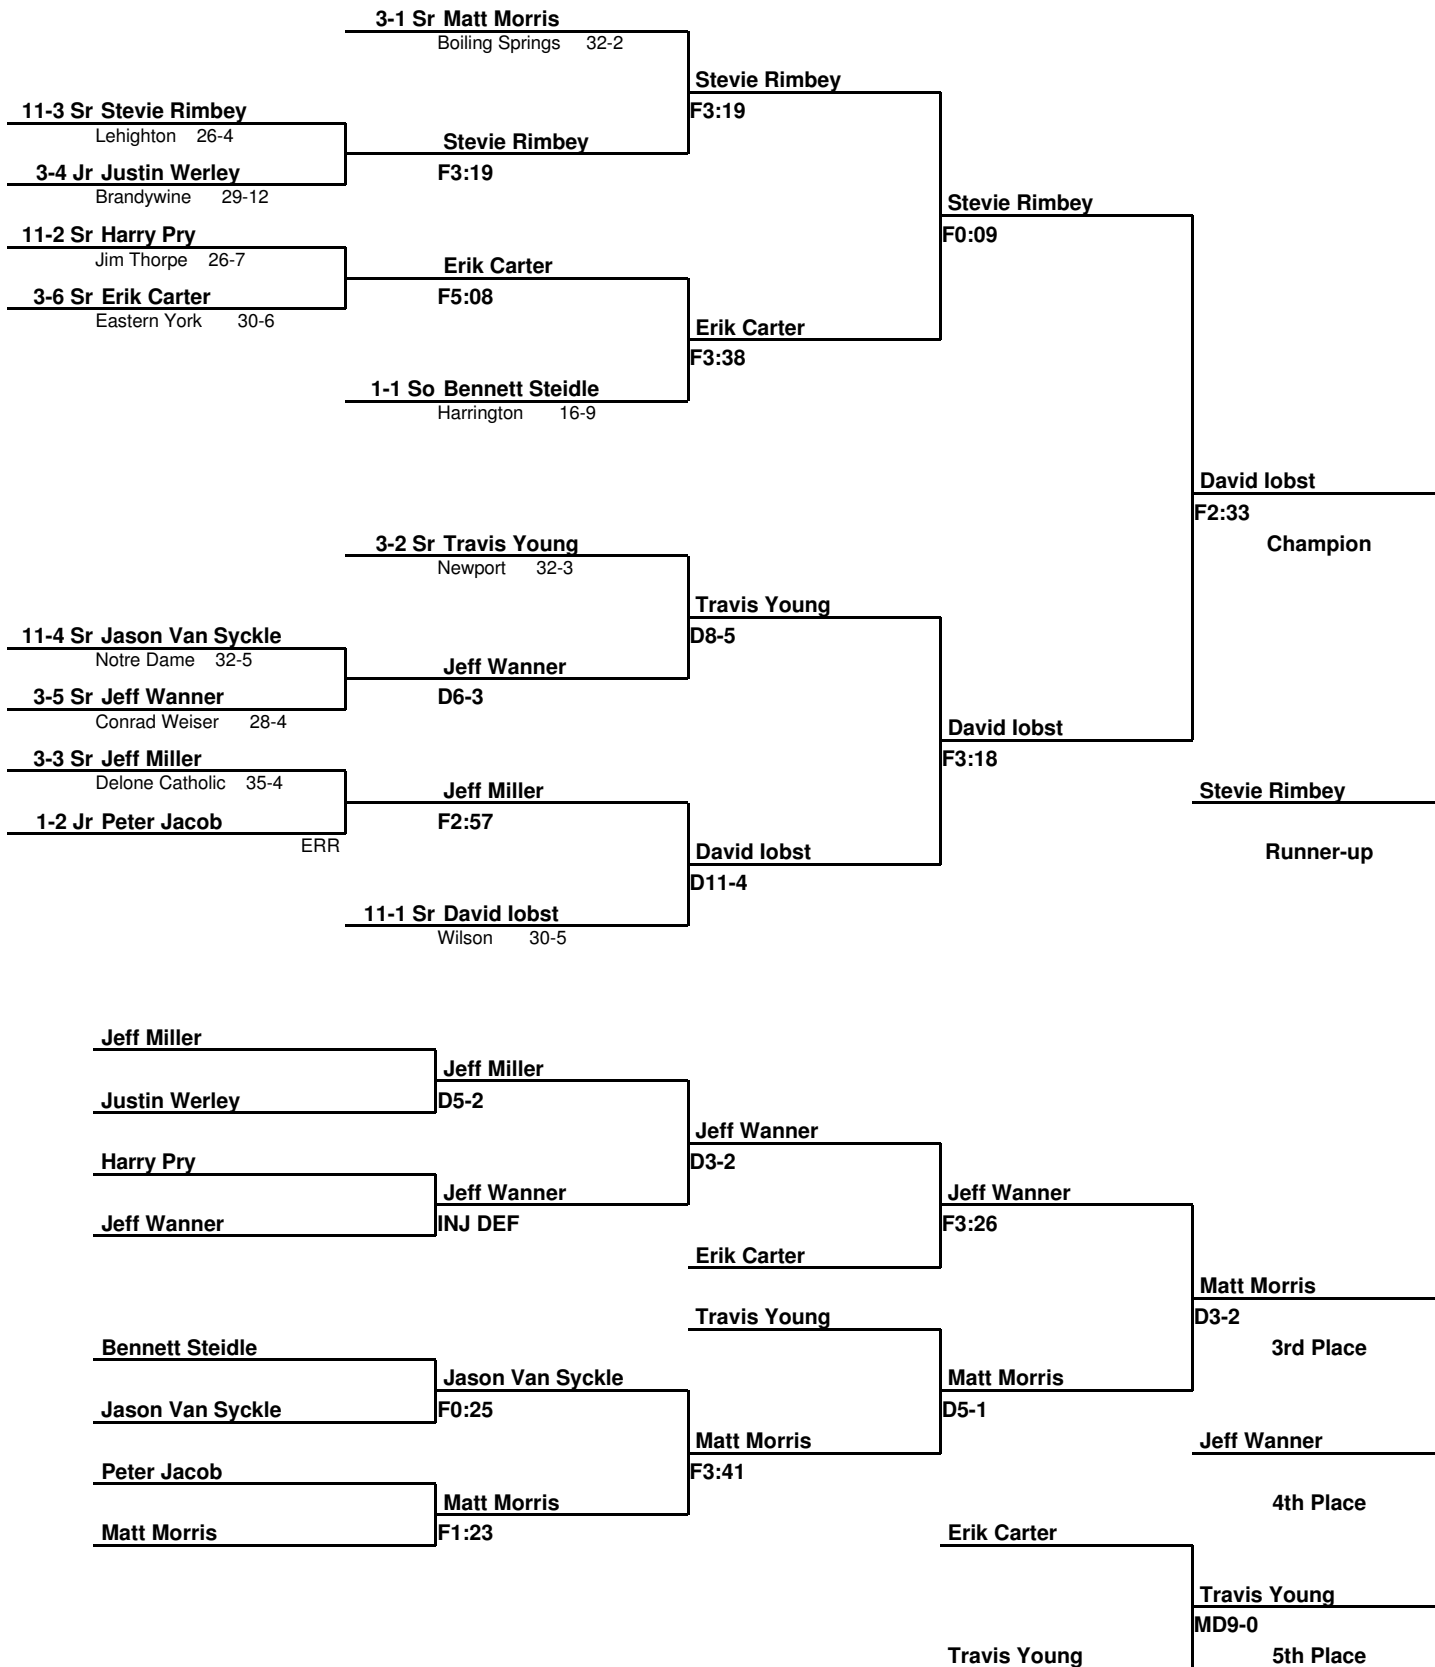 3-1 Sr Matt Morris
Boiling Springs 32-2
Stevie Rimbey
F3:19
11-3 Sr Stevie Rimbey
Lehighton 26-4
Stevie Rimbey
F3:19
3-4 Jr Justin Werley
Brandywine 29-12
Stevie Rimbey
F0:09
11-2 Sr Harry Pry
Jim Thorpe 26-7
Erik Carter
F5:08
3-6 Sr Erik Carter
Eastern York 30-6
Erik Carter
F3:38
1-1 So Bennett Steidle
Harrington 16-9
David Iobst
F2:33
Champion
3-2 Sr Travis Young
Newport 32-3
Travis Young
D8-5
11-4 Sr Jason Van Syckle
Notre Dame 32-5
Jeff Wanner
D6-3
3-5 Sr Jeff Wanner
Conrad Weiser 28-4
David Iobst
F3:18
3-3 Sr Jeff Miller
Delone Catholic 35-4
Jeff Miller
F2:57
Stevie Rimbey
Runner-up
1-2 Jr Peter Jacob
ERR
David Iobst
D11-4
11-1 Sr David Iobst
Wilson 30-5
Jeff Miller
Jeff Miller
D5-2
Justin Werley
Jeff Wanner
D3-2
Harry Pry
Jeff Wanner
INJ DEF
Jeff Wanner
Jeff Wanner
F3:26
Erik Carter
Matt Morris
D3-2
3rd Place
Travis Young
Bennett Steidle
Jason Van Syckle
F0:25
Jason Van Syckle
Matt Morris
D5-1
Matt Morris
F3:41
Jeff Wanner
4th Place
Peter Jacob
Matt Morris
F1:23
Matt Morris
Erik Carter
Travis Young
MD9-0
5th Place
Travis Young